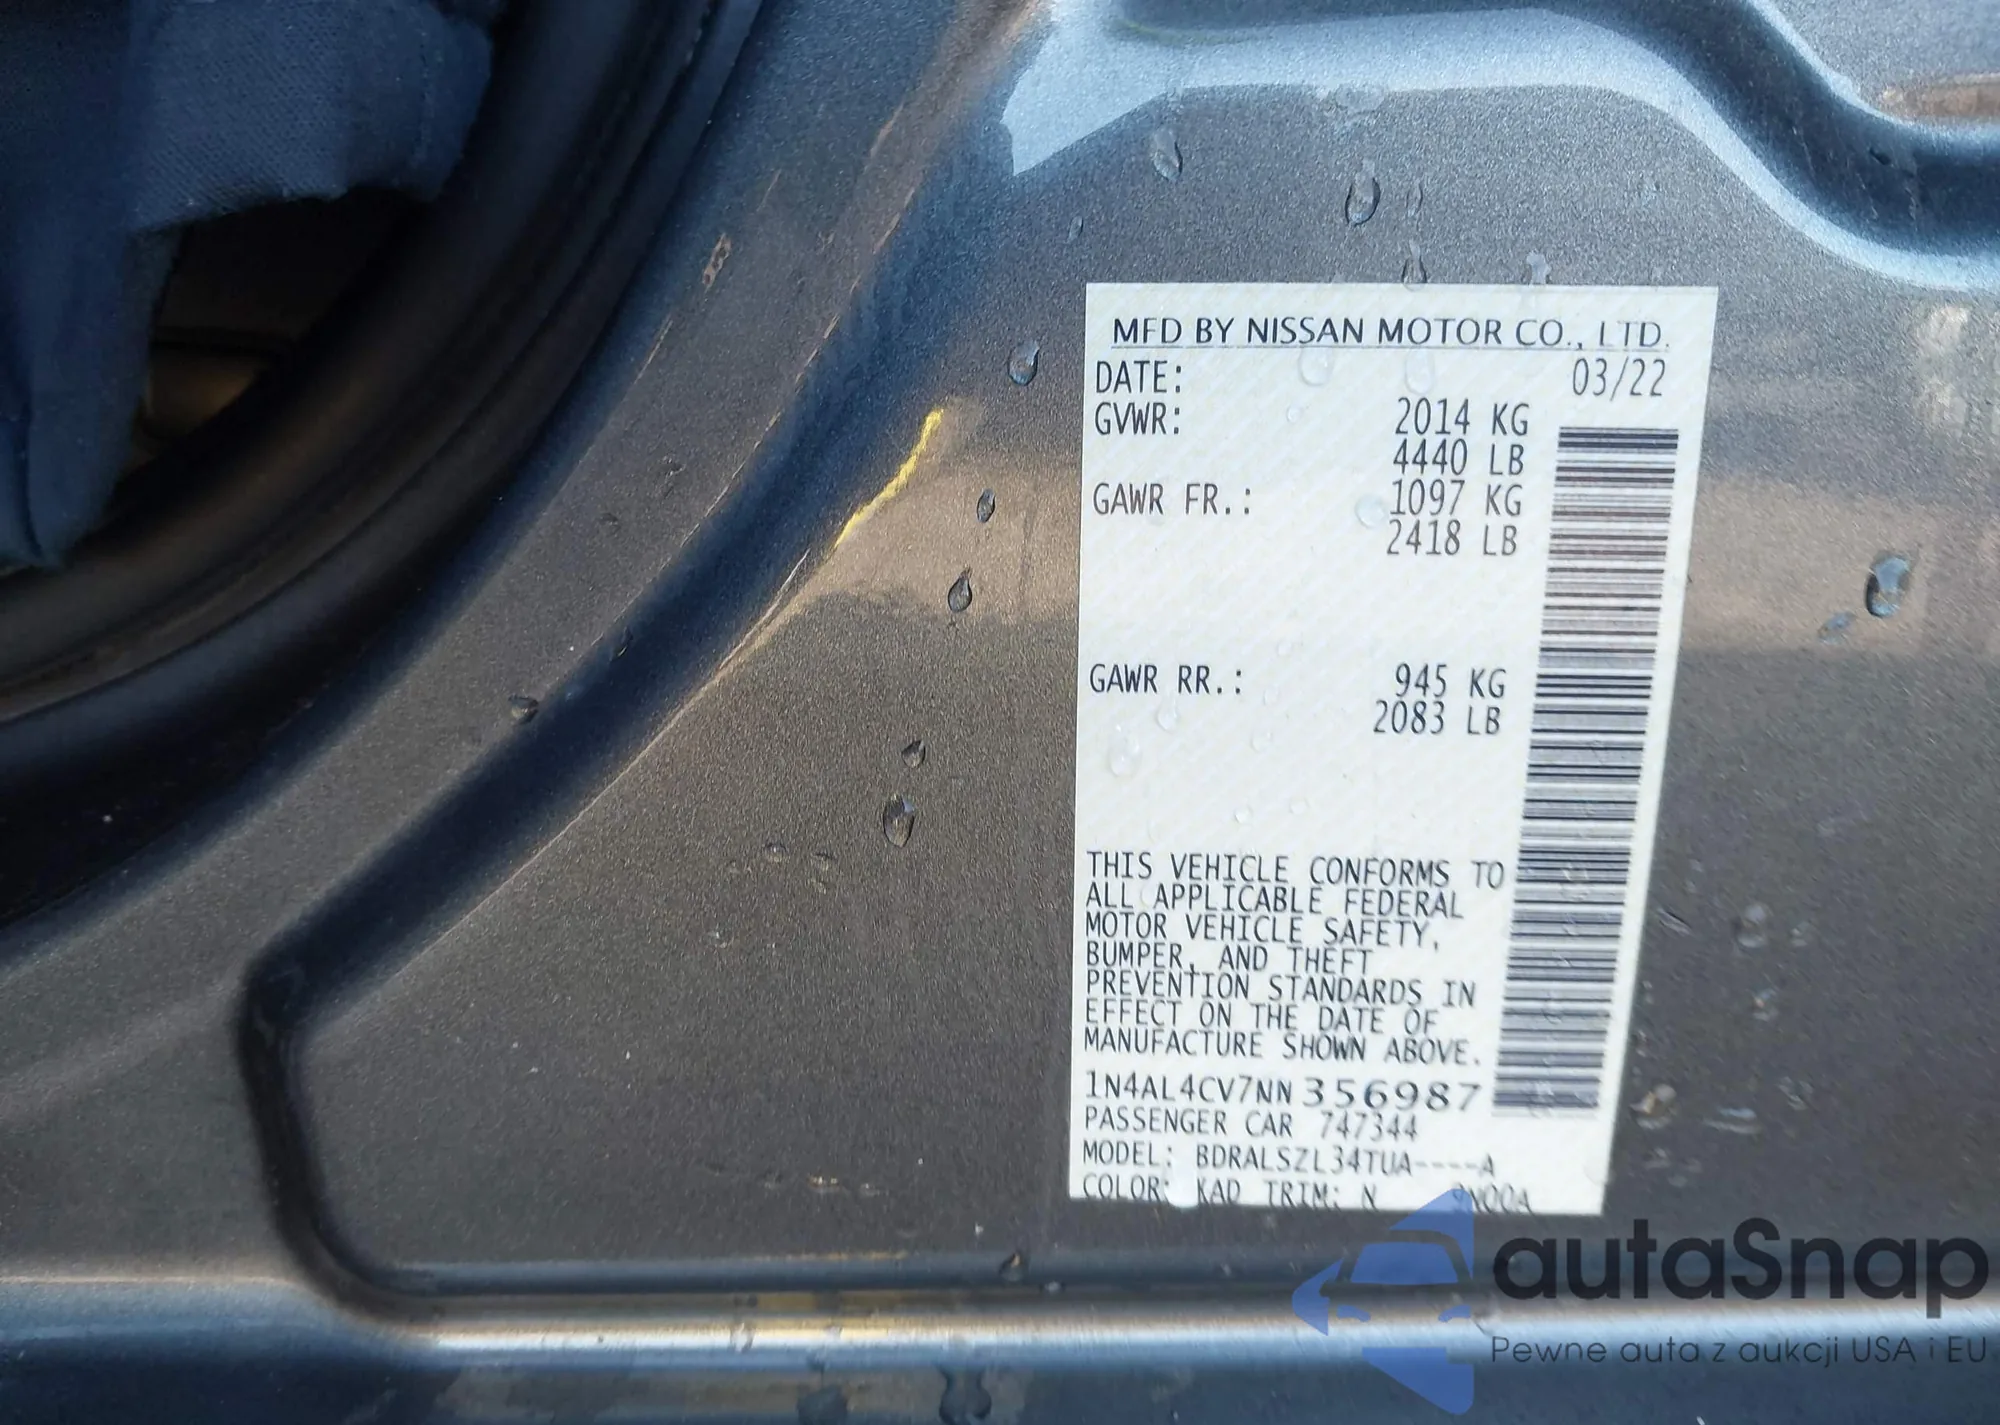 MFD BY NISSAN MOTOR CO., LTD.
DATE: 03/22
GVWR: 2014 KG
4440 LB
GAWR FR.: 1097 KG
2418 LB
GAWR RR.: 945 KG
2083 LB
THIS VEHICLE CONFORMS TO
ALL APPLICABLE FEDERAL
MOTOR VEHICLE SAFETY,
BUMPER, AND THEFT
PREVENTION STANDARDS IN
EFFECT ON THE DATE OF
MANUFACTURE SHOWN ABOVE.
1N4AL4CV7NN356987
PASSENGER CAR 747344
MODEL: BDRALSZL34TUA----A
COLOR: KAD TRIM: N
autaSnap
Pewne auta z aukcji USA i EU